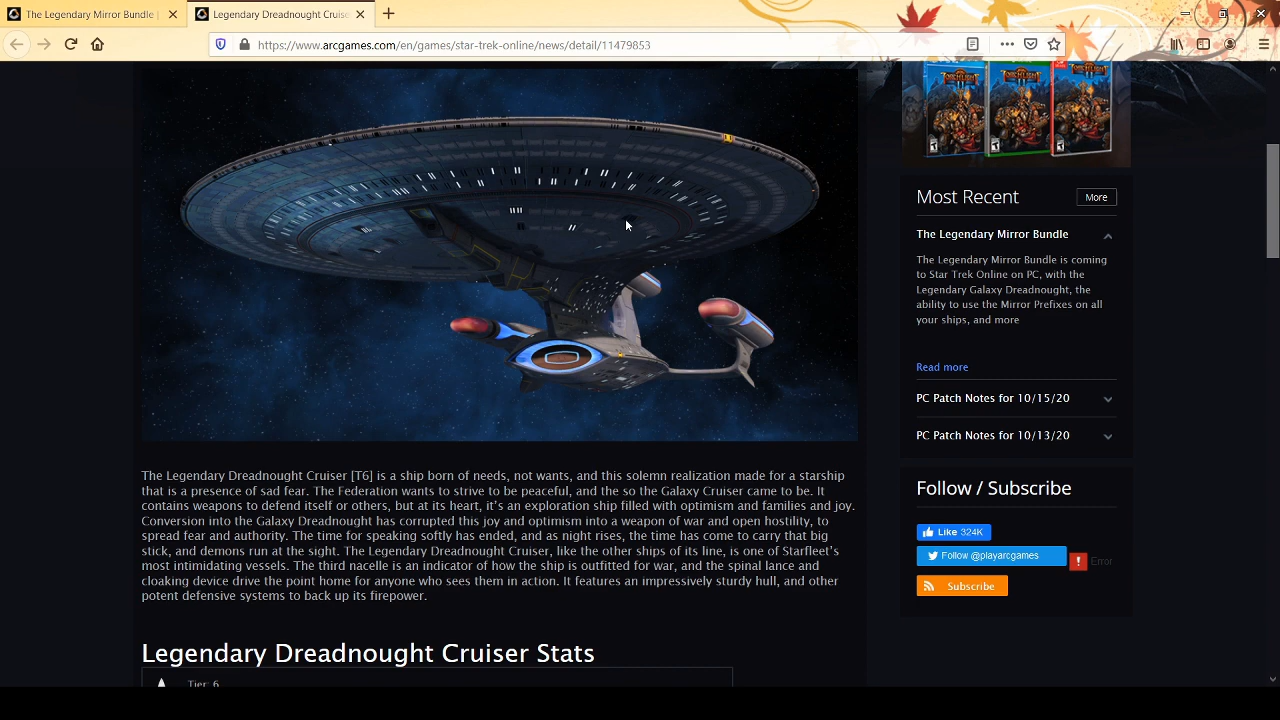 The Legendary Mirror Bundle |
Legendary Dreadnought Cruise
https://www.arcgames.com/en/games/star-trek-online/news/detail/11479853
TORCHLIGHT
Most Recent
More
The Legendary Mirror Bundle
The Legendary Mirror Bundle is coming
to Star Trek Online on PC, with the
Legendary Galaxy Dreadnought, the
ability to use the Mirror Prefixes on all
your ships, and more
Read more
PC Patch Notes for 10/15/20
PC Patch Notes for 10/13/20
Follow / Subscribe
Like 324K
Follow @playarcgames
! Error
Subscribe
The Legendary Dreadnought Cruiser [T6] is a ship born of needs, not wants, and this solemn realization made for a starship
that is a presence of sad fear. The Federation wants to strive to be peaceful, and the so the Galaxy Cruiser came to be. It
contains weapons to defend itself or others, but at its heart, it's an exploration ship filled with optimism and families and joy.
Conversion into the Galaxy Dreadnought has corrupted this joy and optimism into a weapon of war and open hostility, to
spread fear and authority. The time for speaking softly has ended, and as night rises, the time has come to carry that big
stick, and demons run at the sight. The Legendary Dreadnought Cruiser, like the other ships of its line, is one of Starfleet's
most intimidating vessels. The third nacelle is an indicator of how the ship is outfitted for war, and the spinal lance and
cloaking device drive the point home for anyone who sees them in action. It features an impressively sturdy hull, and other
potent defensive systems to back up its firepower.
Legendary Dreadnought Cruiser Stats
Tier: 6